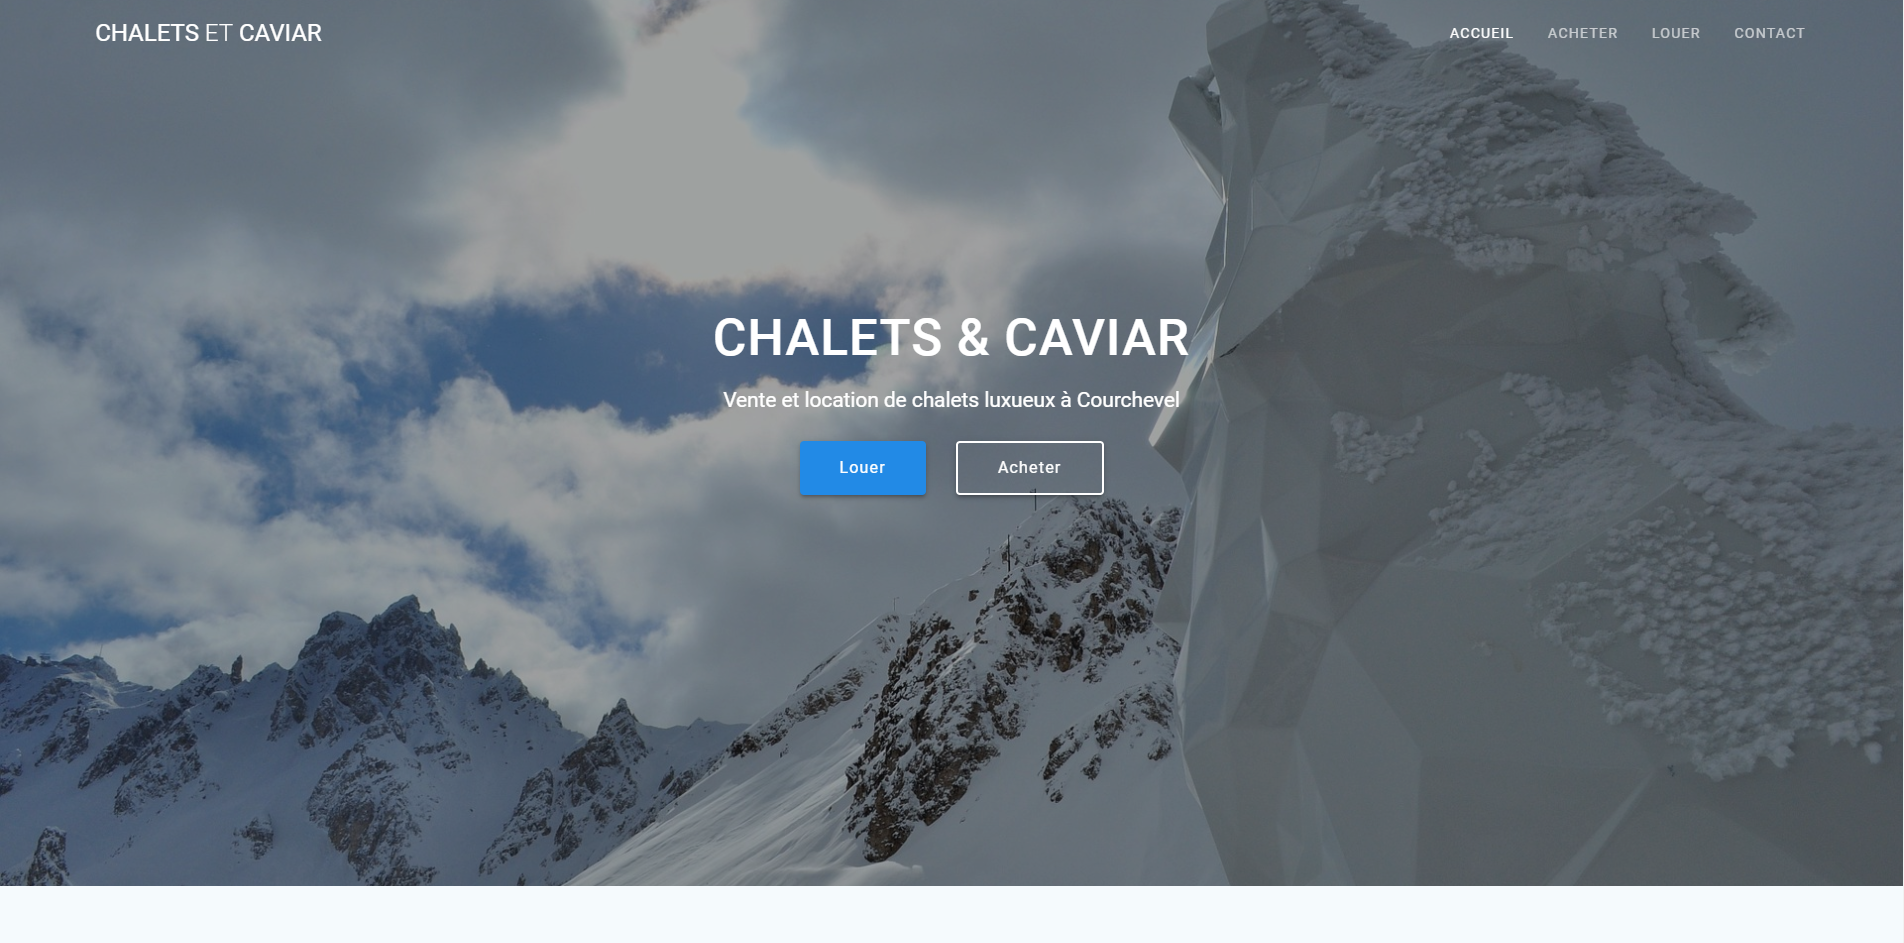 CHALETS ET CAVIAR
ACCUEIL ACHETER LOUER CONTACT
CHALETS & CAVIAR
Vente et location de chalets luxueux à Courchevel
Louer Acheter